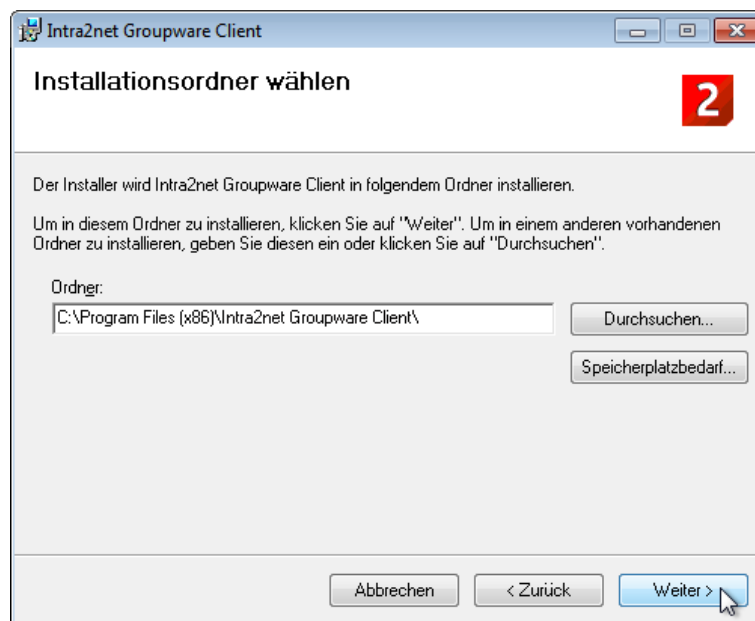 Intra2net Groupware Client
Installationsordner wählen
2
Der Installer wird Intra2net Groupware Client in folgendem Ordner installieren.
Um in diesem Ordner zu installieren, klicken Sie auf "Weiter". Um in einem anderen vorhandenen
Ordner zu installieren, geben Sie diesen ein oder klicken Sie auf "Durchsuchen".
Ordner:
C:\Program Files (x86)\Intra2net Groupware Client\
Durchsuchen...
Speicherplatzbedarf...
Abbrechen
< Zurück
Weiter >